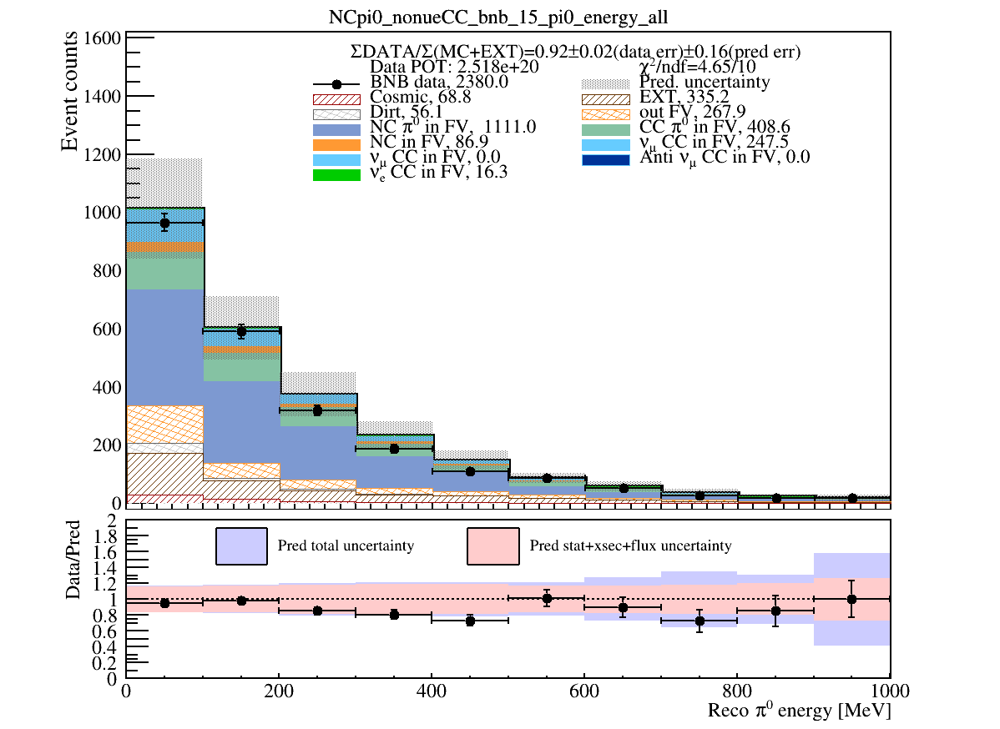 NCpi0_nonueCC_bnb_15_pi0_energy_all
ΣDATA/Σ(MC+EXT)=0.92±0.02(data err)±0.16(pred err)
Data POT: 2.518e+20
χ²/ndf=4.65/10
BNB data, 2380.0
Pred. uncertainty
Cosmic, 68.8
EXT, 335.2
Dirt, 56.1
out FV, 267.9
NC π⁰ in FV, 1111.0
CC π⁰ in FV, 408.6
NC in FV, 86.9
νμ CC in FV, 247.5
νμ CC in FV, 0.0
Anti νμ CC in FV, 0.0
νe CC in FV, 16.3
Event counts
1600
1400
1200
1000
800
600
400
200
0
Data/Pred
2
1.8
1.6
1.4
1.2
1
0.8
0.6
0.4
0.2
0
Pred total uncertainty
Pred stat+xsec+flux uncertainty
0 200 400 600 800 1000
Reco π⁰ energy [MeV]